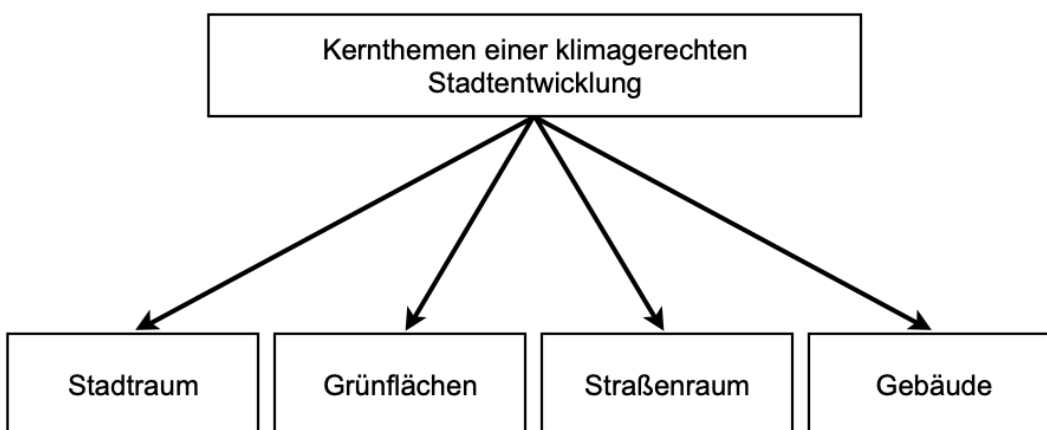 Kernthemen einer klimagerechten
Stadtentwicklung
Stadtraum
Grünflächen
Straßenraum
Gebäude